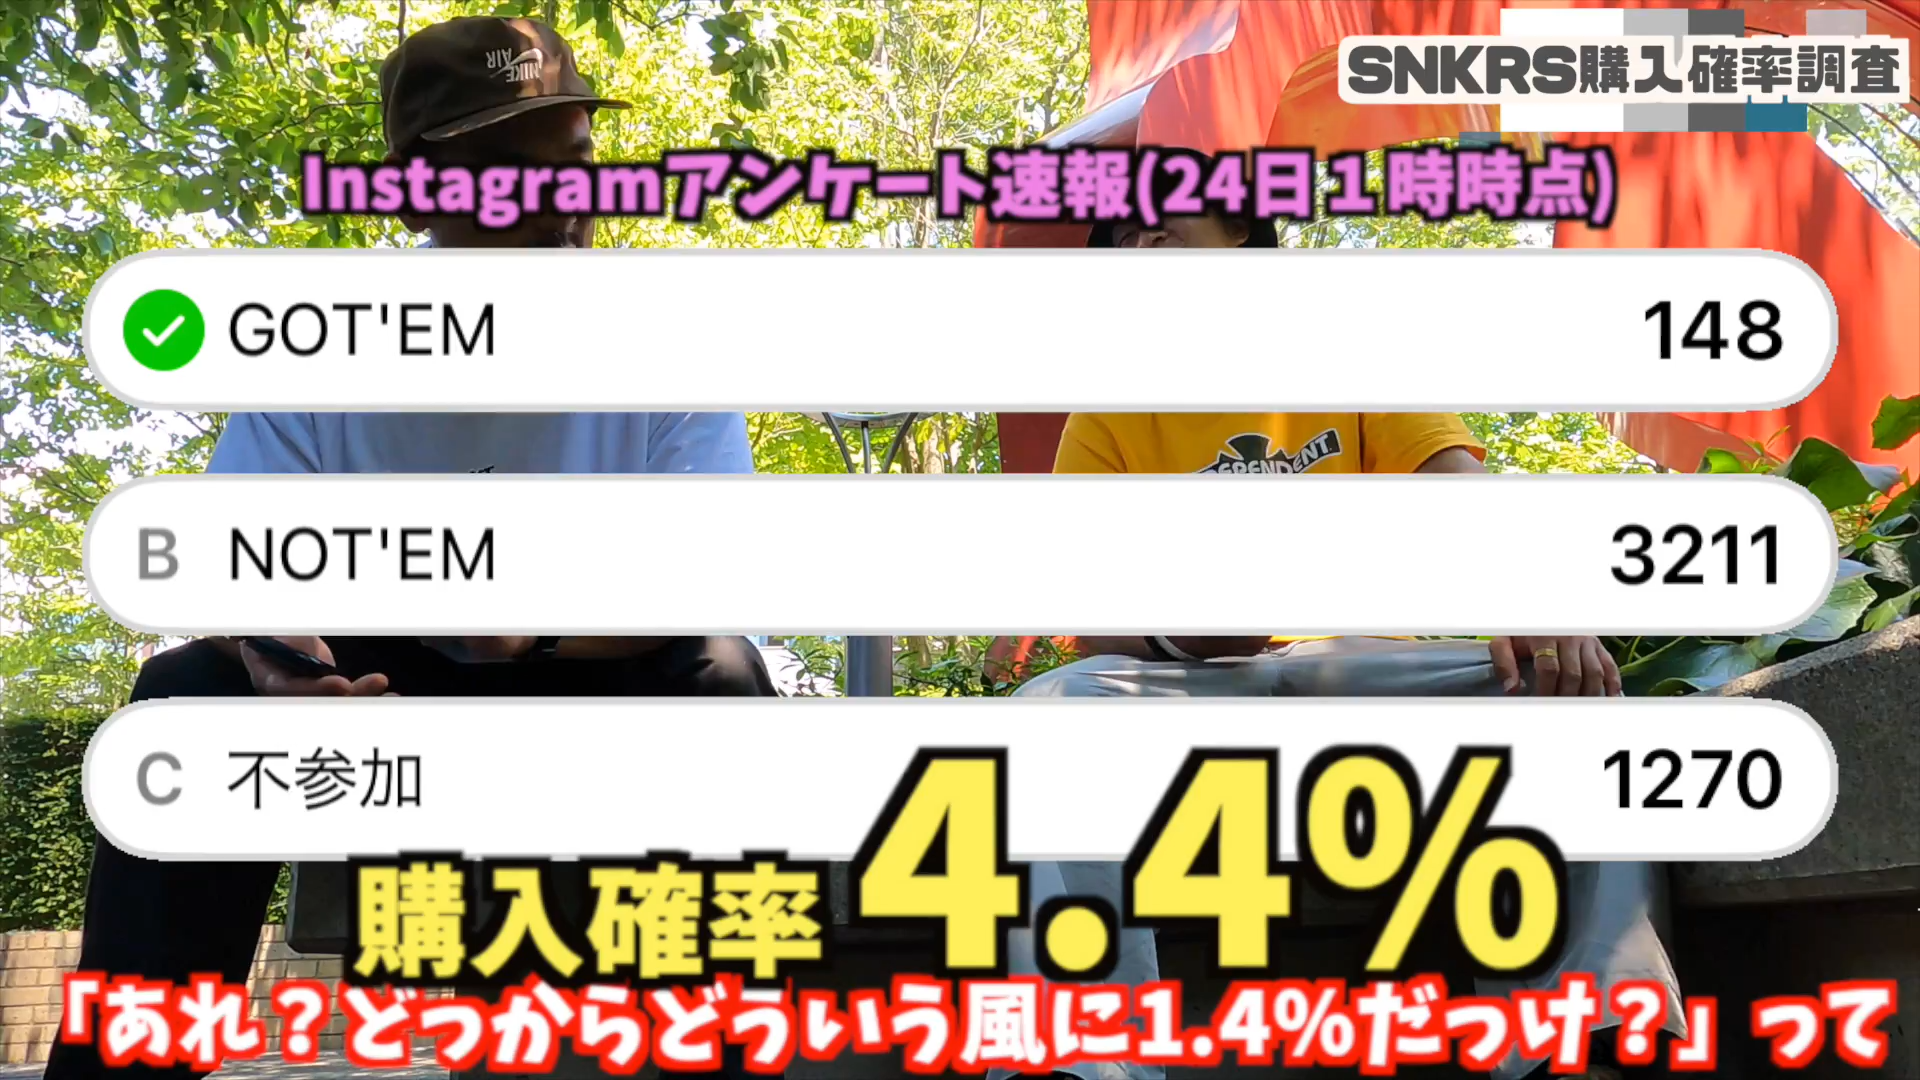 SNKRS購入確率調査
NIKE
AIR
Instagramアンケート速報(24日１時時点)
GOT'EM 148
INDEPENDENT
B NOT'EM 3211
C 不参加 1270
購入確率 4.4%
「あれ？どっからどういう風に1.4%だっけ？」って